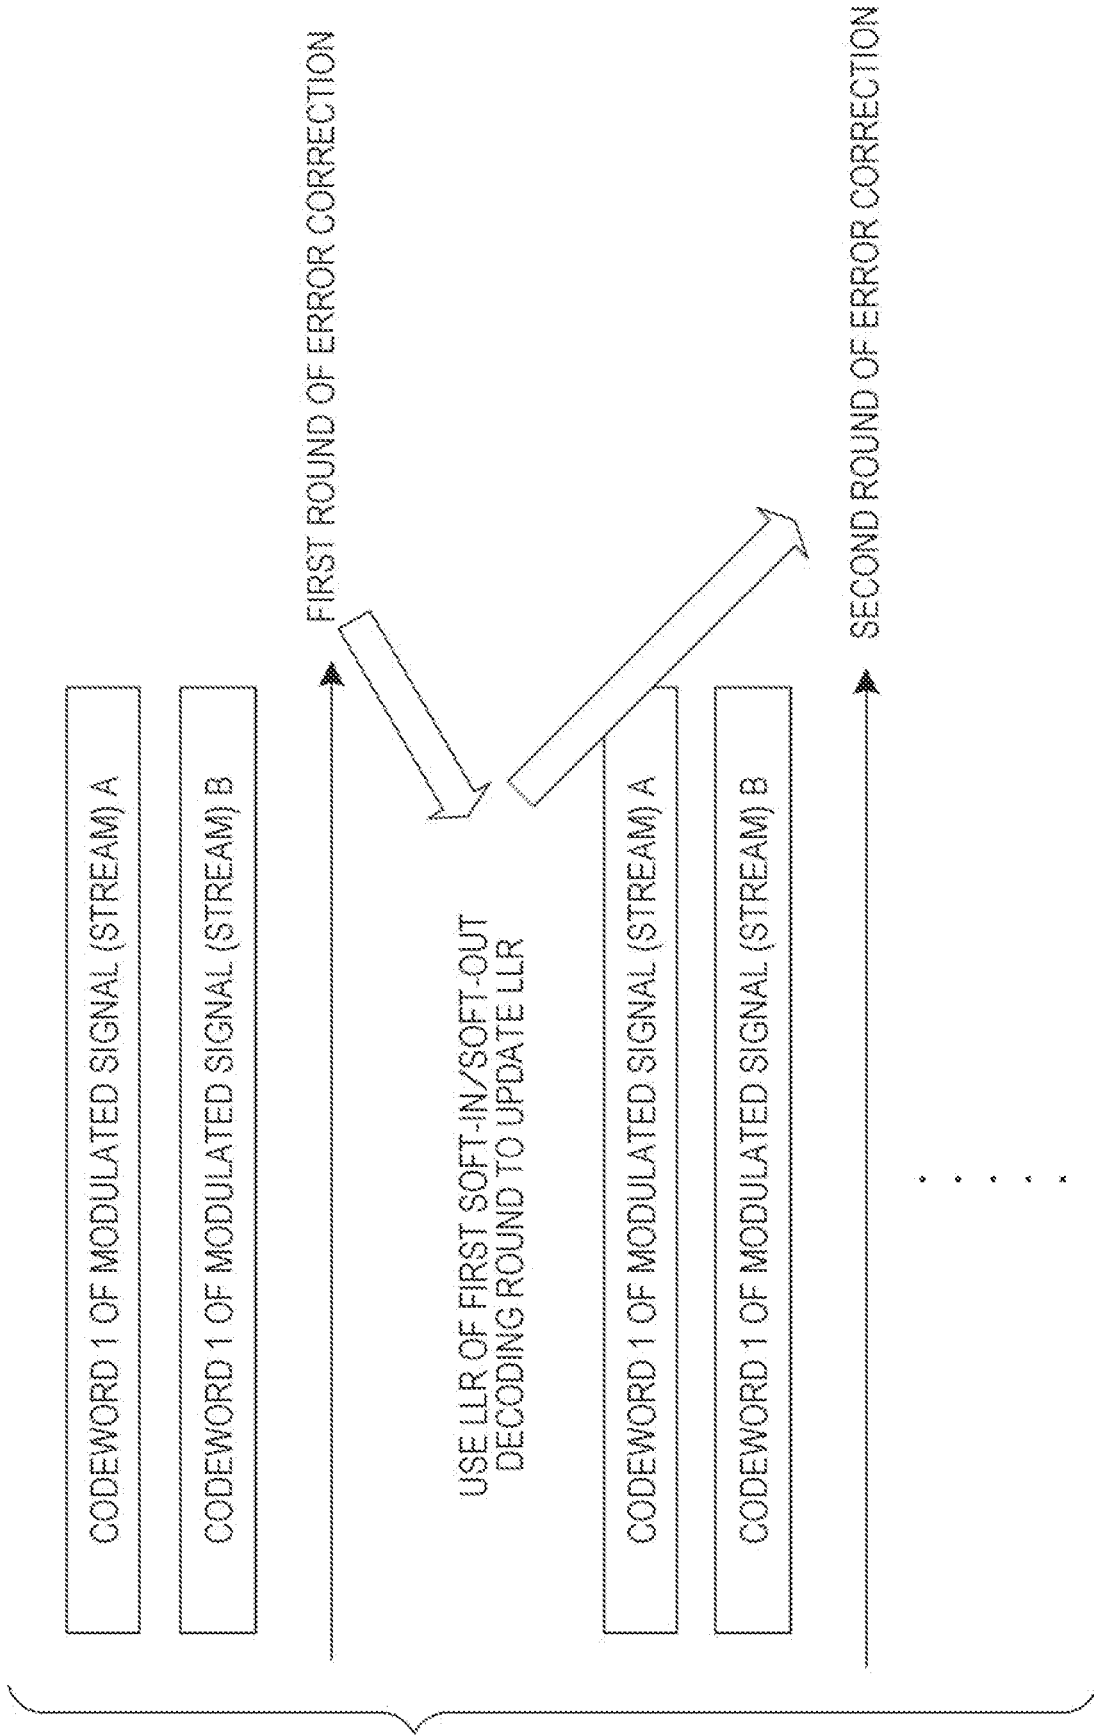 CODEWORD 1 OF MODULATED SIGNAL (STREAM) A
CODEWORD 1 OF MODULATED SIGNAL (STREAM) B
FIRST ROUND OF ERROR CORRECTION
USE LLR OF FIRST SOFT-IN/SOFT-OUT
DECODING ROUND TO UPDATE LLR
CODEWORD 1 OF MODULATED SIGNAL (STREAM) A
CODEWORD 1 OF MODULATED SIGNAL (STREAM) B
SECOND ROUND OF ERROR CORRECTION